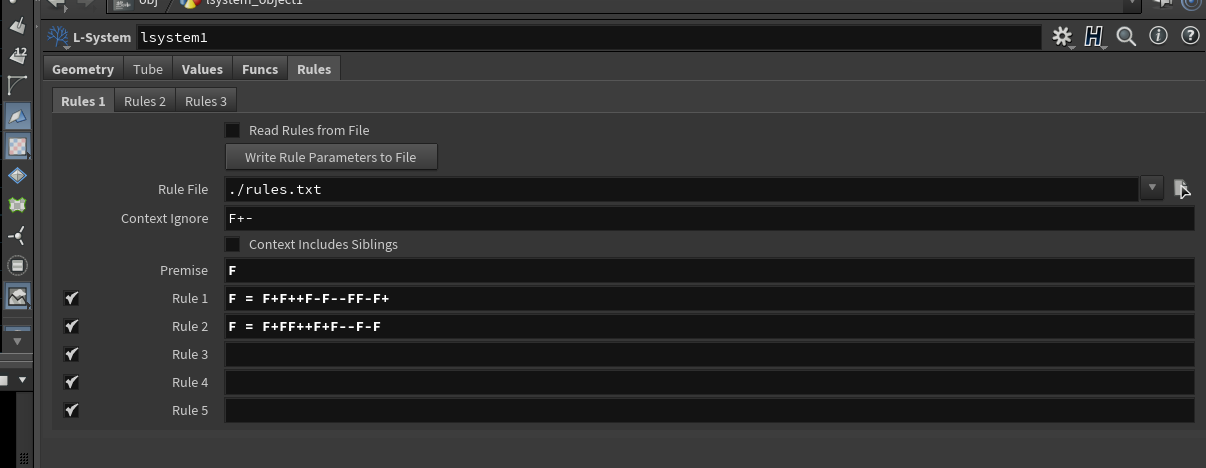 obj lsystem_object1
L-System lsystem1
Geometry Tube Values Funcs Rules
Rules 1 Rules 2 Rules 3
12
Read Rules from File
Write Rule Parameters to File
Rule File ./rules.txt
Context Ignore F+-
Context Includes Siblings
Premise F
Rule 1 F = F+F++F-F--FF-F+
Rule 2 F = F+FF++F+F--F-F
Rule 3
Rule 4
Rule 5